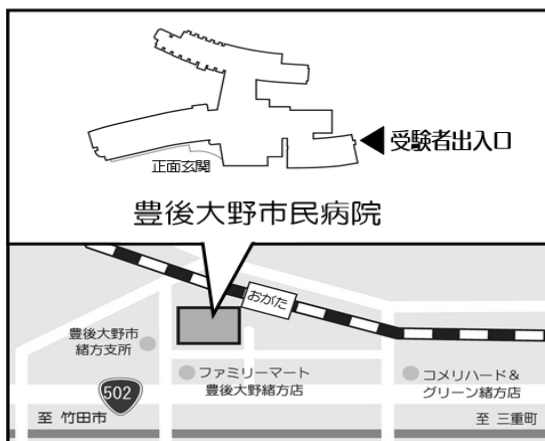 受験者出入口
正面玄関
豊後大野市民病院
おがた
豊後大野市
緒方支所
ファミリーマート
豊後大野緒方店
コメリハード&
グリーン緒方店
502
至 竹田市
至 三重町